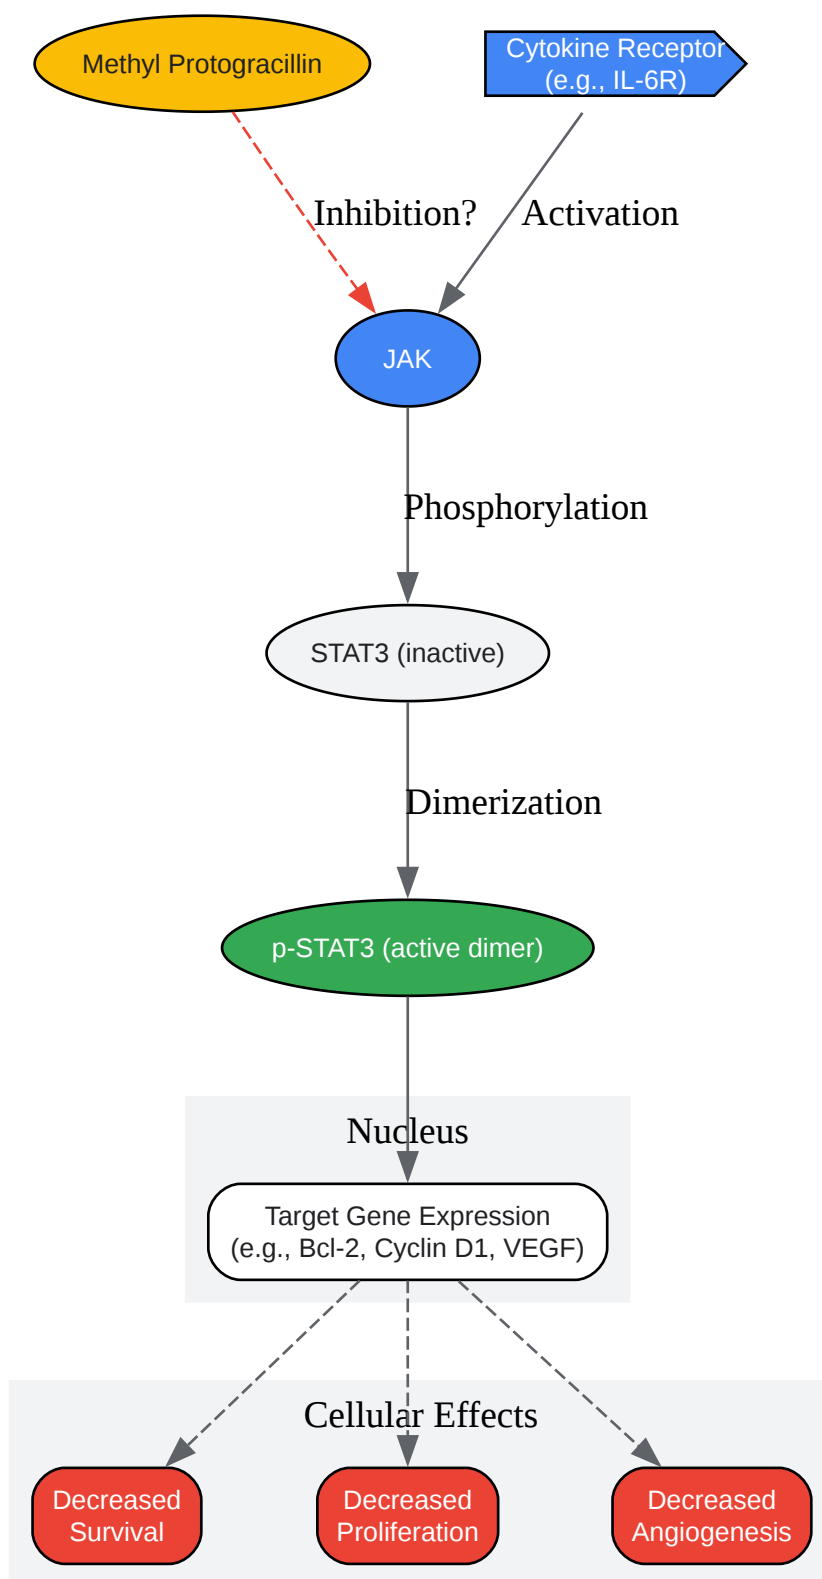 Methyl Protogracillin
Cytokine Receptor
(e.g., IL-6R)
Inhibition?
Activation
JAK
Phosphorylation
STAT3 (inactive)
Dimerization
p-STAT3 (active dimer)
Nucleus
Target Gene Expression
(e.g., Bcl-2, Cyclin D1, VEGF)
Cellular Effects
Decreased
Survival
Decreased
Proliferation
Decreased
Angiogenesis